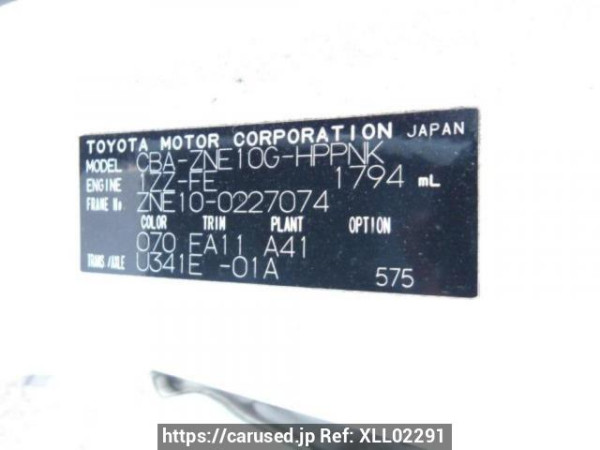 TOYOTA MOTOR CORPORATION JAPAN
MODEL CBA-ZNE10G-HPPNK
ENGINE 1ZZ-FE 1794 mL
FRAME No. ZNE10-0227074
COLOR TRIM PLANT OPTION
070 FA11 A41
TRANS/AXLE U341E -01A
575
https://carused.jp Ref: XLL02291